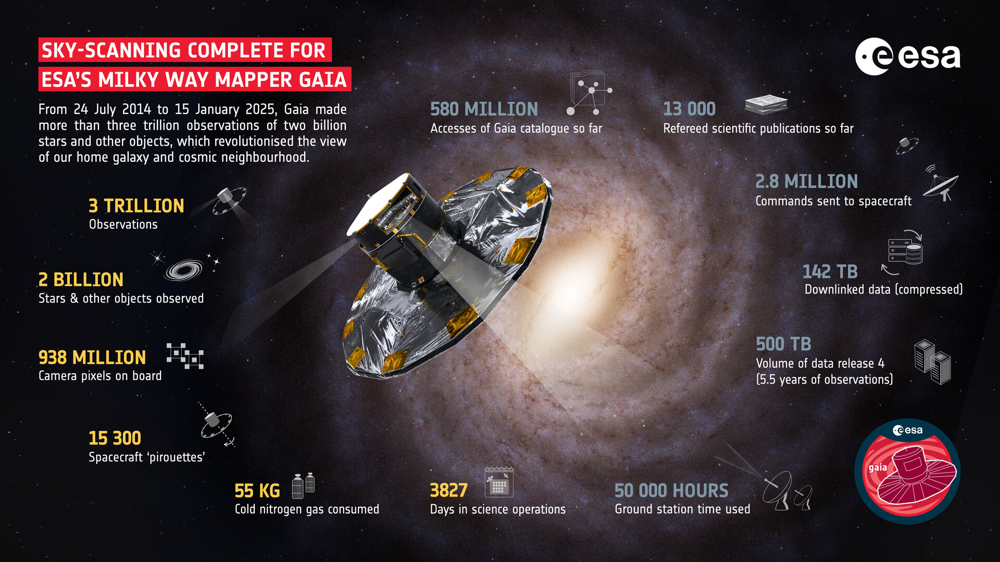 SKY-SCANNING COMPLETE FOR
ESA'S MILKY WAY MAPPER GAIA
From 24 July 2014 to 15 January 2025, Gaia made
more than three trillion observations of two billion
stars and other objects, which revolutionised the view
of our home galaxy and cosmic neighbourhood.
esa
580 MILLION
Accesses of Gaia catalogue so far
13 000
Refereed scientific publications so far
3 TRILLION
Observations
2.8 MILLION
Commands sent to spacecraft
2 BILLION
Stars & other objects observed
142 TB
Downlinked data (compressed)
938 MILLION
Camera pixels on board
500 TB
Volume of data release 4
(5.5 years of observations)
15 300
Spacecraft ‘pirouettes’
55 KG
Cold nitrogen gas consumed
3827
Days in science operations
50 000 HOURS
Ground station time used
esa
gaia